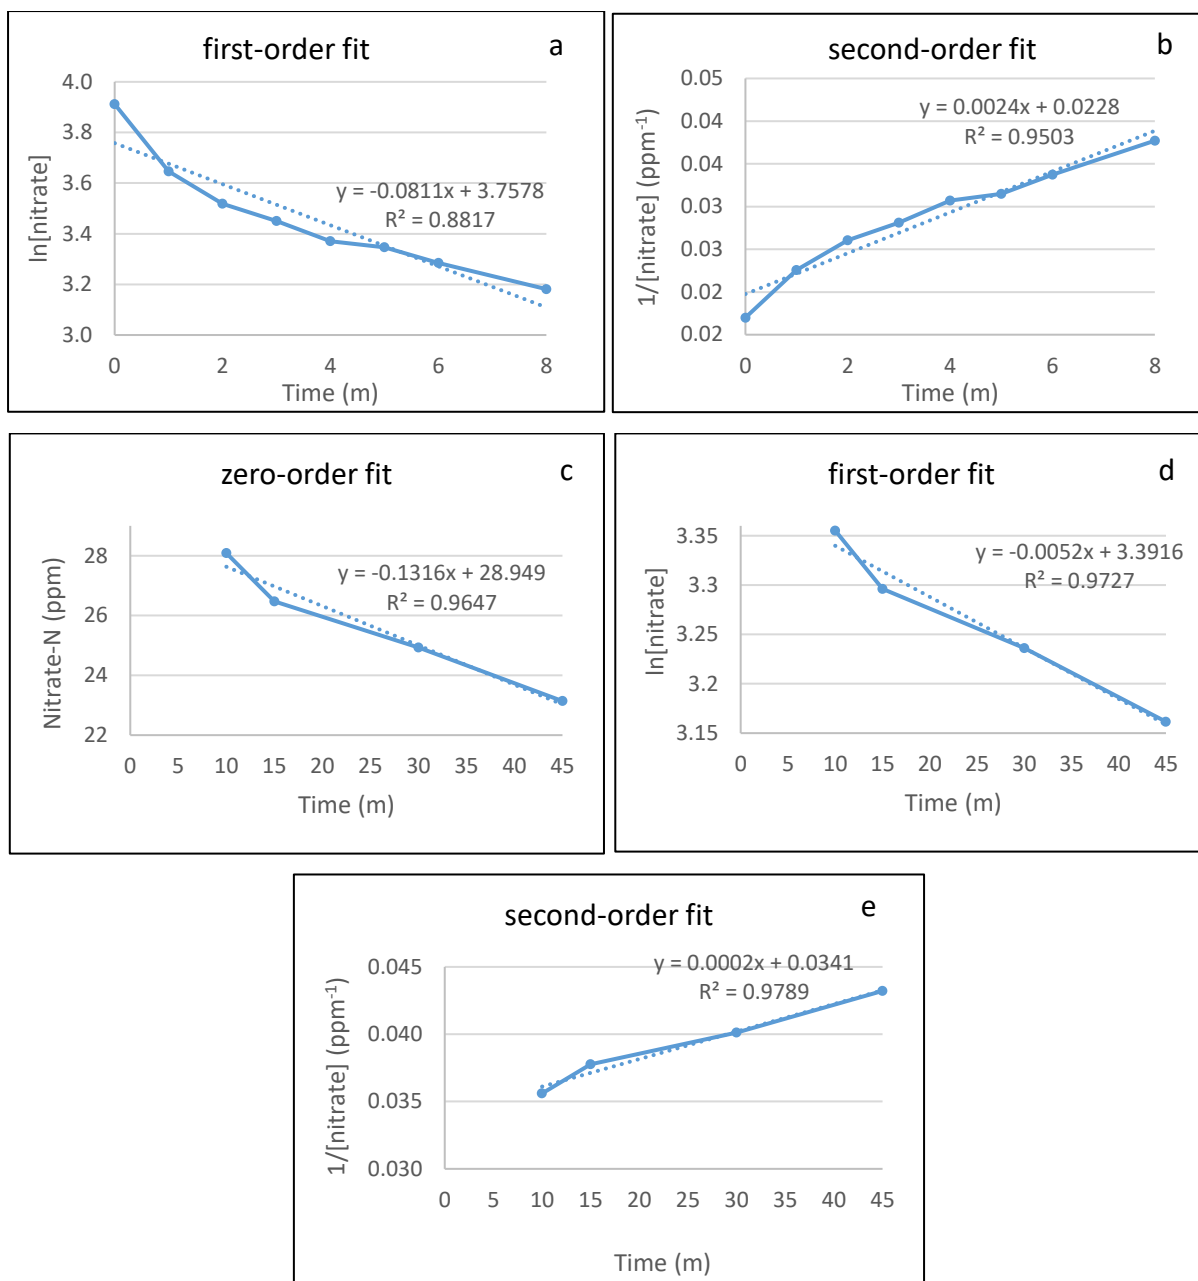 first-order fit
a
4.0
3.8
3.6
3.4
3.2
3.0
ln[nitrate]
y = -0.0811x + 3.7578
R² = 0.8817
0 2 4 6 8
Time (m)
second-order fit
b
0.05
0.04
0.04
0.03
0.03
0.02
0.02
1/[nitrate] (ppm⁻¹)
y = 0.0024x + 0.0228
R² = 0.9503
0 2 4 6 8
Time (m)
zero-order fit
c
28
26
24
22
Nitrate-N (ppm)
y = -0.1316x + 28.949
R² = 0.9647
0 5 10 15 20 25 30 35 40 45
Time (m)
first-order fit
d
3.35
3.3
3.25
3.2
3.15
ln[nitrate]
y = -0.0052x + 3.3916
R² = 0.9727
0 5 10 15 20 25 30 35 40 45
Time (m)
second-order fit
e
0.045
0.040
0.035
0.030
1/[nitrate] (ppm⁻¹)
y = 0.0002x + 0.0341
R² = 0.9789
0 5 10 15 20 25 30 35 40 45
Time (m)